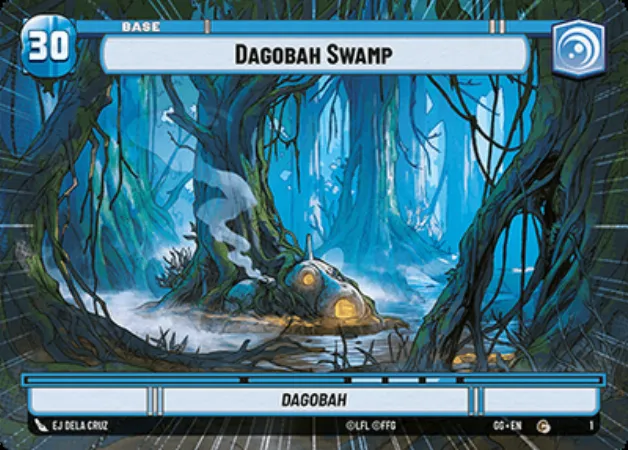 30
BASE
DAGOBAH SWAMP
DAGOBAH
EJ DELA CRUZ
©LFL ©FFG
GG • EN
C
1